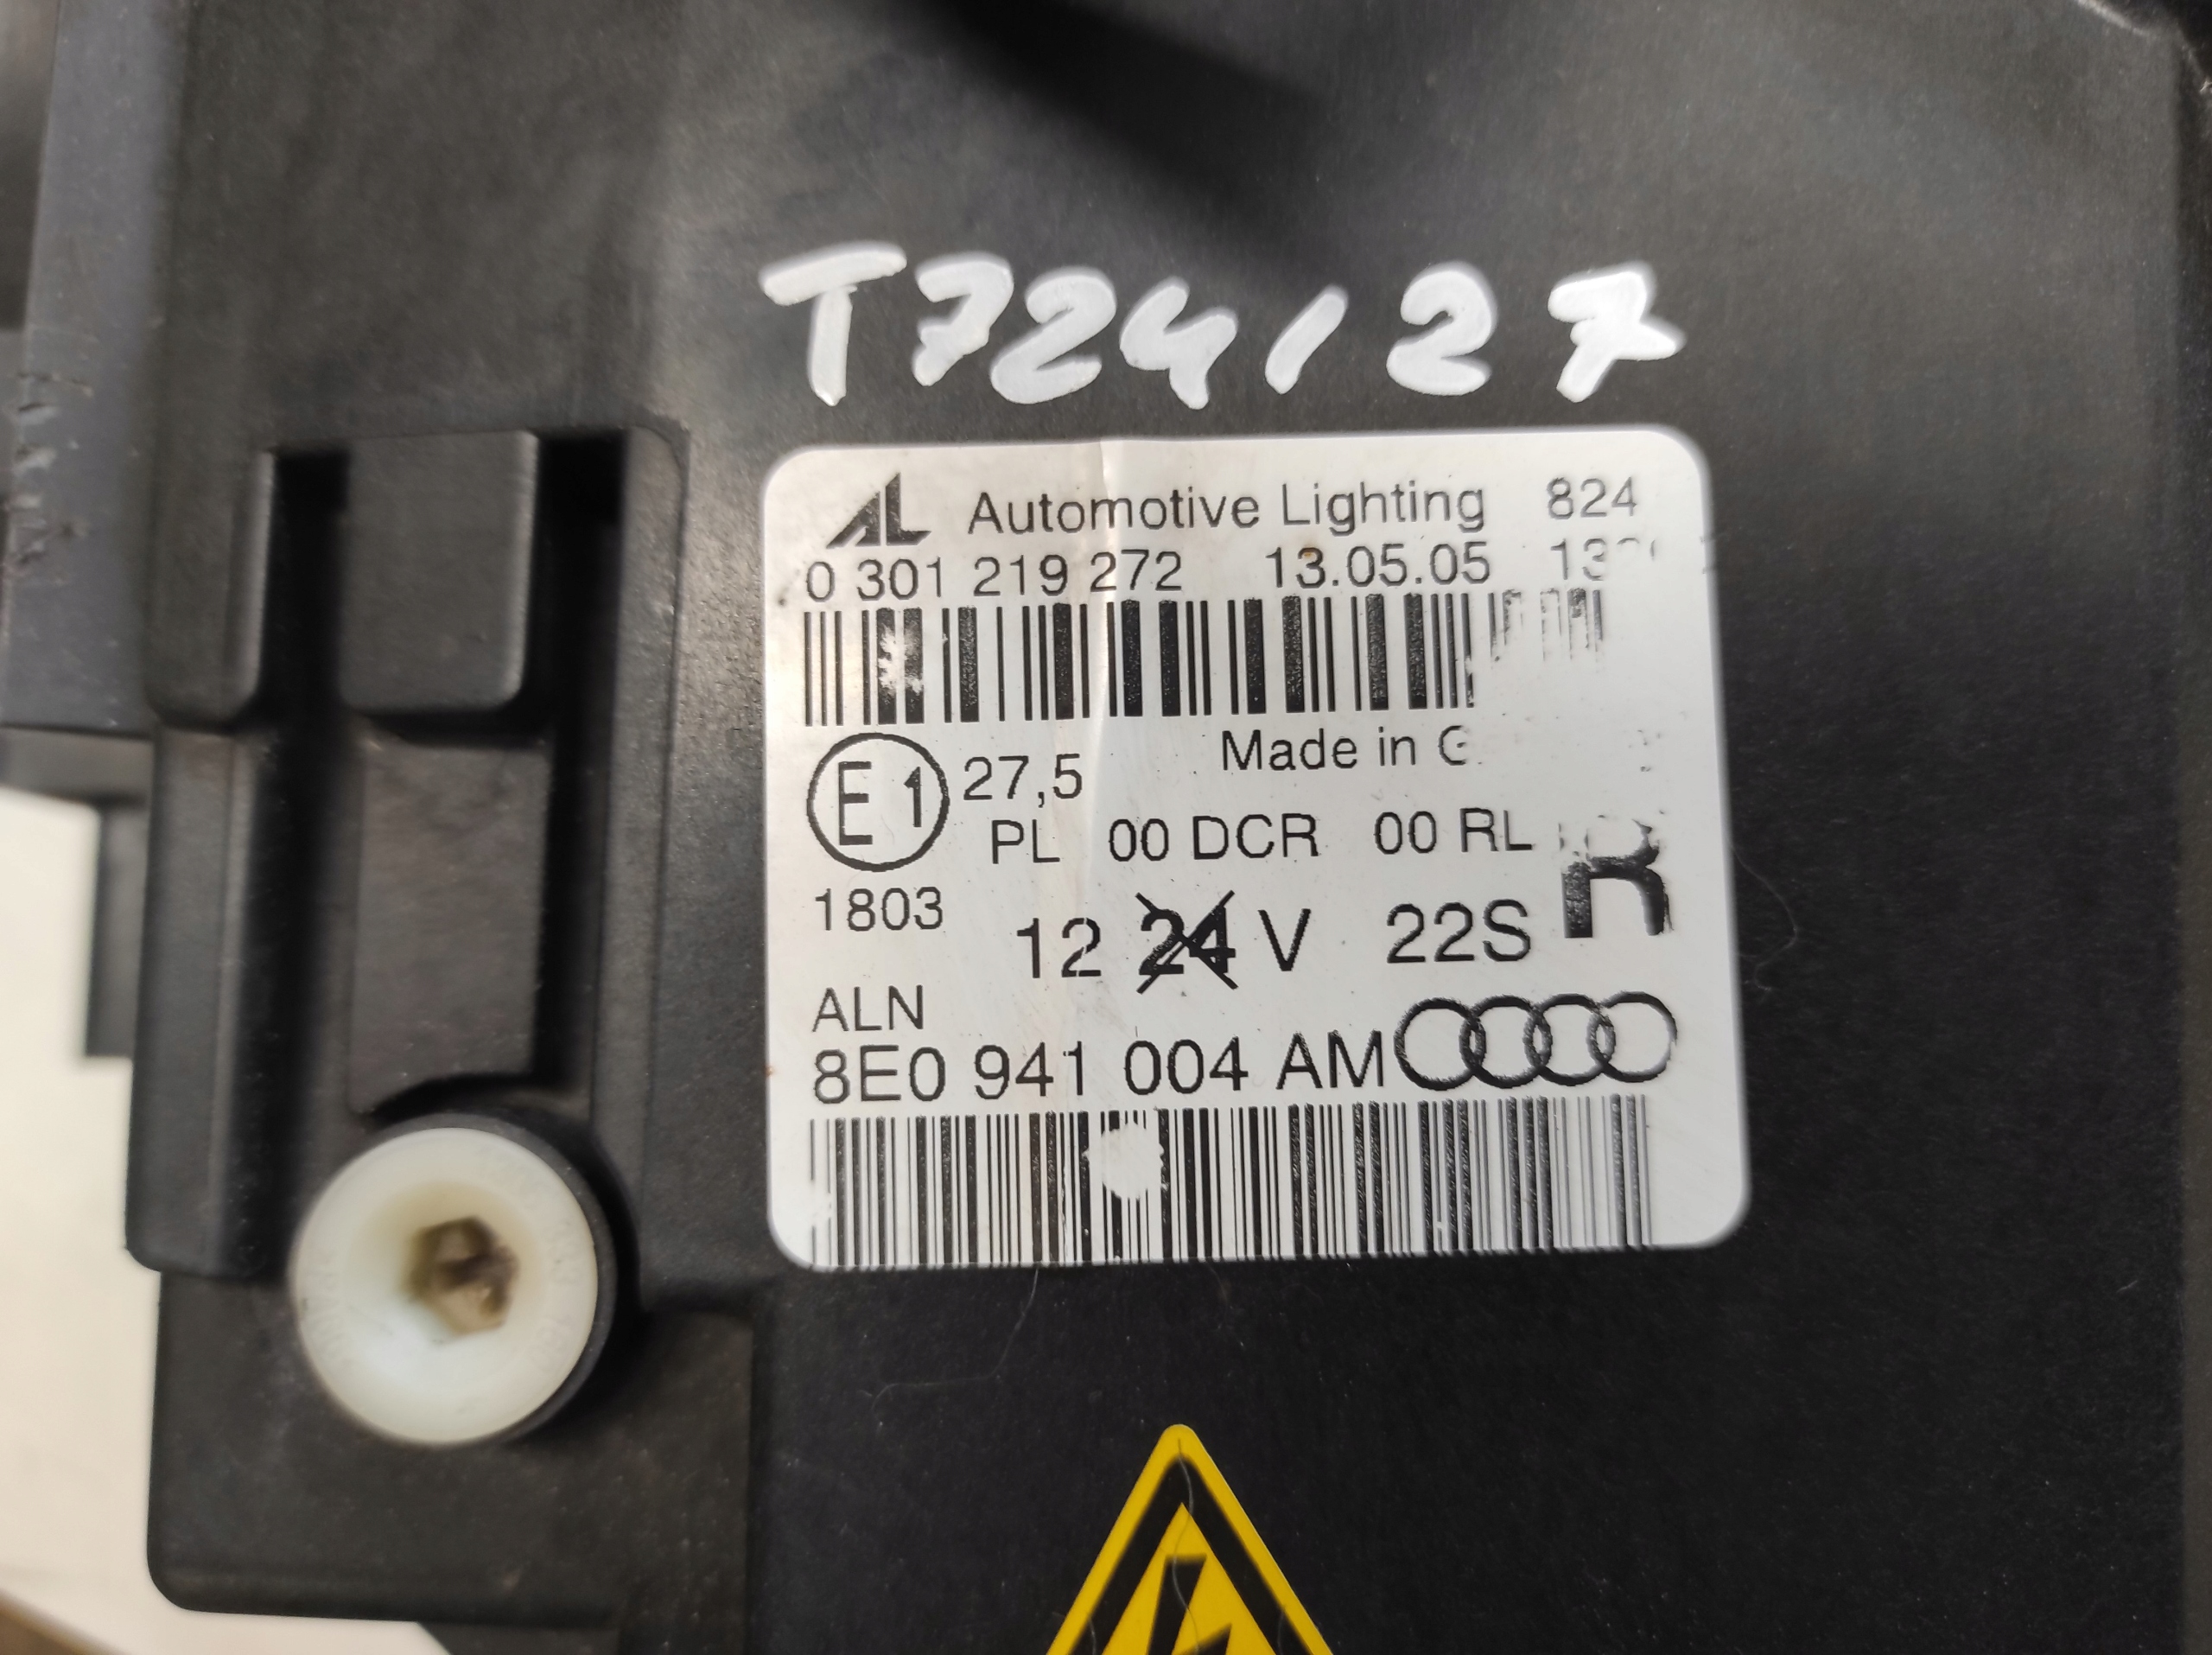 T724127
AL Automotive Lighting 824
0 301 219 272 13.05.05
Made in
E1 27,5
PL 00 DCR 00 RL
1803 R
12 24 V 22S
ALN
8E0 941 004 AM